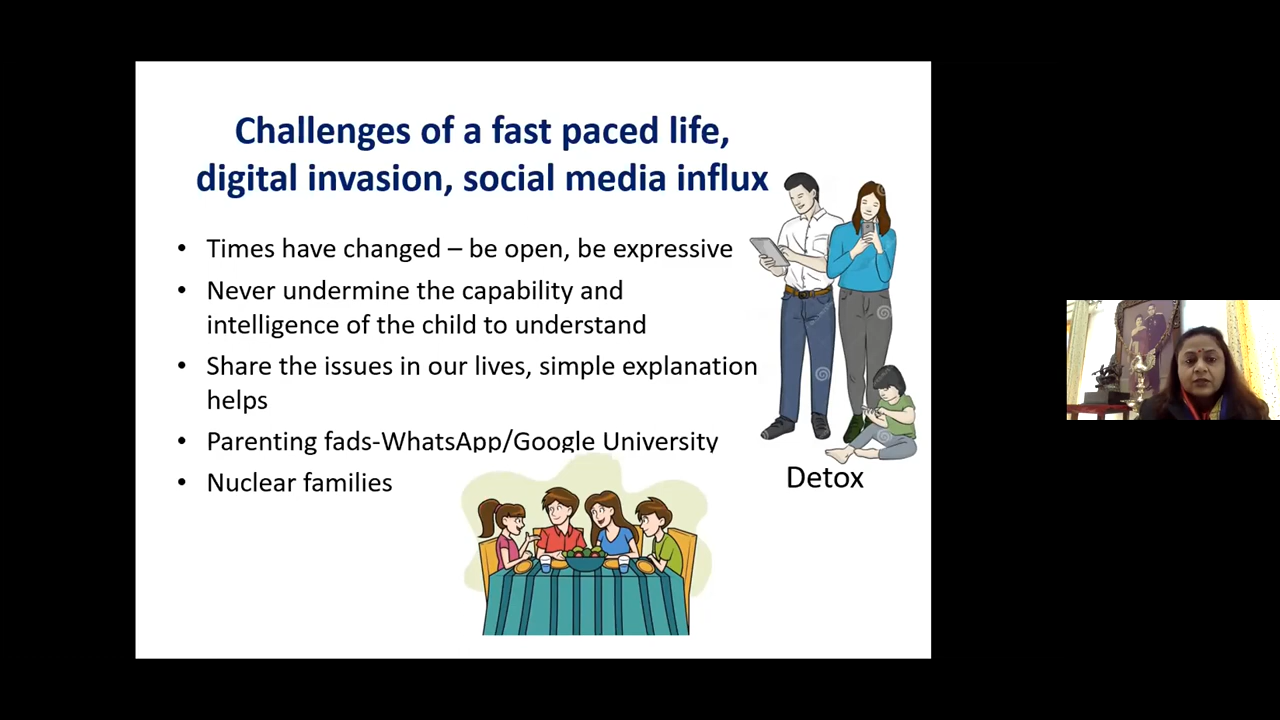 Challenges of a fast paced life,
digital invasion, social media influx
• Times have changed – be open, be expressive
• Never undermine the capability and
intelligence of the child to understand
• Share the issues in our lives, simple explanation
helps
• Parenting fads-WhatsApp/Google University
• Nuclear families
Detox